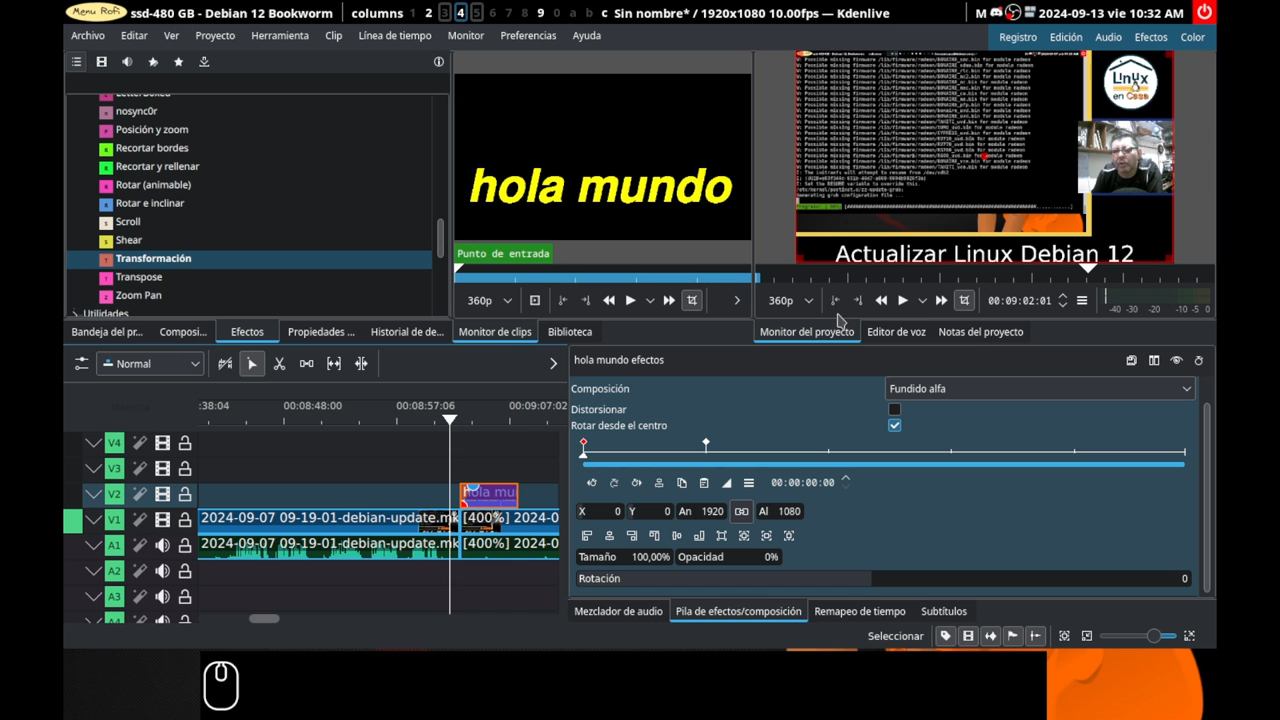 Menu Rofi ssd-480 GB - Debian 12 Bookworm columns 1 2 3 4 5 6 7 8 9 0 a b c Sin nombre* / 1920x1080 10.00fps — Kdenlive M 2024-09-13 vie 10:32 AM
Archivo Editar Ver Proyecto Herramienta Clip Línea de tiempo Monitor Preferencias Ayuda Registro Edición Audio Efectos Color
nosync0r
Posición y zoom
Recortar bordes
Recortar y rellenar
Rotar (animable)
Rotar e inclinar
Scroll
Shear
Transformación
Transpose
Zoom Pan
Utilidades
hola mundo
Punto de entrada
Linux
en Casa
Actualizar Linux Debian 12
360p
360p 00:09:02:01
-40 -30 -20 -10 -5 0
Bandeja del pr... Composi... Efectos Propiedades ... Historial de de... Monitor de clips Biblioteca Monitor del proyecto Editor de voz Notas del proyecto
Normal
:38:04 00:08:48:00 00:08:57:06 00:09:07:02
V4
V3
V2 hola mu
V1 2024-09-07 09-19-01-debian-update.mk [400%] 2024-0
A1 2024-09-07 09-19-01-debian-update.mk [400%] 2024-0
A2
A3
hola mundo efectos
Composición Fundido alfa
Distorsionar
Rotar desde el centro
00:00:00:00
X 0 Y 0 An 1920 Al 1080
Tamaño 100,00% Opacidad 0%
Rotación 0
Mezclador de audio Pila de efectos/composición Remapeo de tiempo Subtítulos
Seleccionar